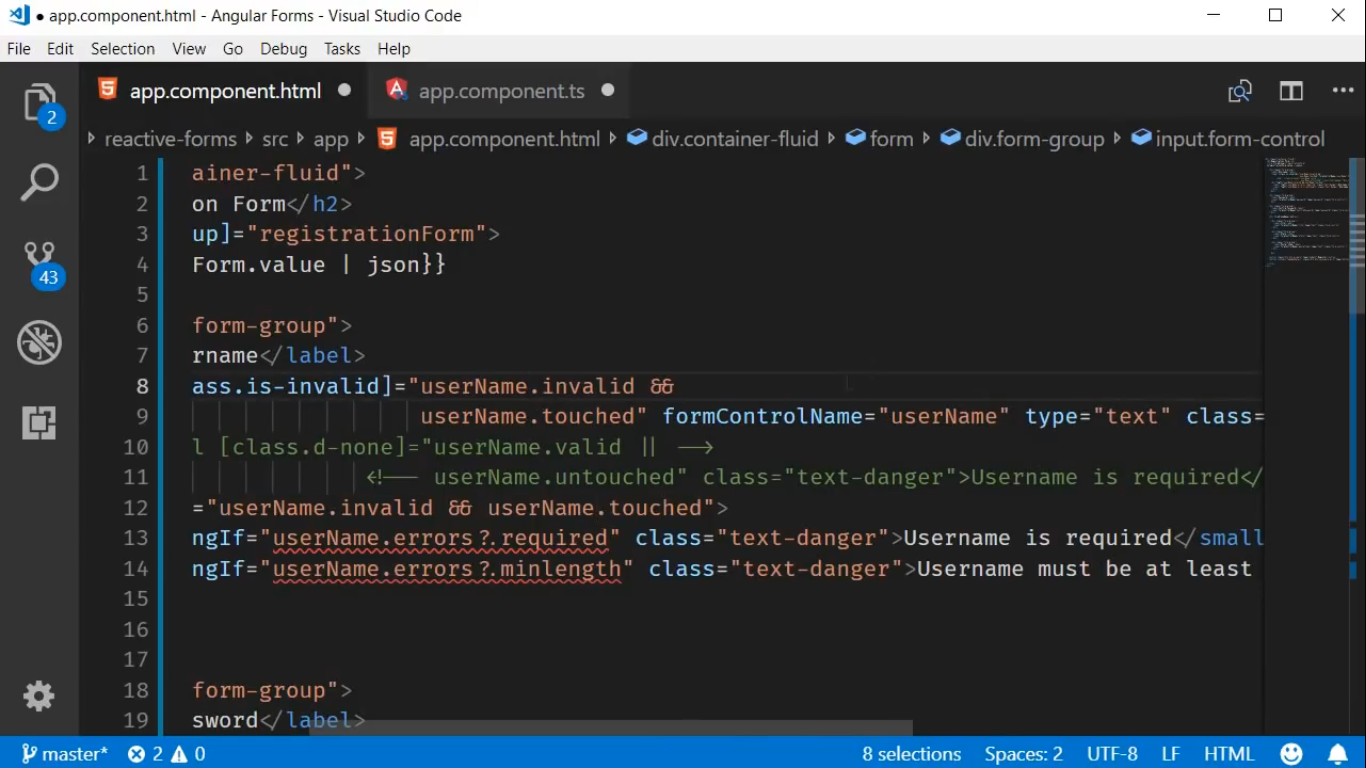 ● app.component.html - Angular Forms - Visual Studio Code
File Edit Selection View Go Debug Tasks Help
2
app.component.html ● app.component.ts ●
reactive-forms src app app.component.html div.container-fluid form div.form-group input.form-control
1 ainer-fluid">
2 on Form</h2>
3 up]="registrationForm">
4 Form.value | json}}
5
6 form-group">
7 rname</label>
8 ass.is-invalid]="userName.invalid &&
9 userName.touched" formControlName="userName" type="text" class=
10 l [class.d-none]="userName.valid || -->
11 <!-- userName.untouched" class="text-danger">Username is required</
12 ="userName.invalid && userName.touched">
13 ngIf="userName.errors?.required" class="text-danger">Username is required</small
14 ngIf="userName.errors?.minlength" class="text-danger">Username must be at least
15
16
17
18 form-group">
19 sword</label>
43
master* 2 0 8 selections Spaces: 2 UTF-8 LF HTML